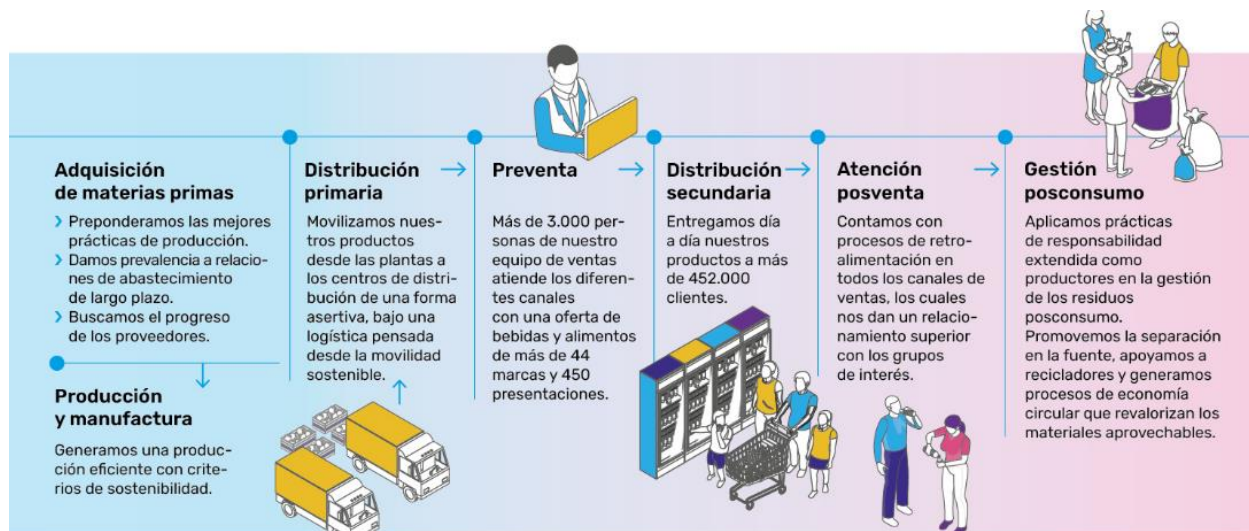 Adquisición
de materias primas
› Preponderamos las mejores
prácticas de producción.
› Damos prevalencia a relacio-
nes de abastecimiento
de largo plazo.
› Buscamos el progreso
de los proveedores.
Producción
y manufactura
Generamos una produc-
ción eficiente con crite-
rios de sostenibilidad.
Distribución
primaria
Movilizamos nues-
tros productos
desde las plantas a
los centros de distri-
bución de una forma
asertiva, bajo una
logística pensada
desde la movilidad
sostenible.
Preventa
Más de 3.000 per-
sonas de nuestro
equipo de ventas
atiende los diferen-
tes canales
con una oferta de
bebidas y alimentos
de más de 44
marcas y 450
presentaciones.
Distribución
secundaria
Entregamos día
a día nuestros
productos a más
de 452.000
clientes.
Atención
posventa
Contamos con
procesos de retro-
alimentación en
todos los canales de
ventas, los cuales
nos dan un relacio-
namiento superior
con los grupos
de interés.
Gestión
posconsumo
Aplicamos prácticas
de responsabilidad
extendida como
productores en la gestión
de los residuos
posconsumo.
Promovemos la separación
en la fuente, apoyamos a
recicladores y generamos
procesos de economía
circular que revalorizan los
materiales aprovechables.